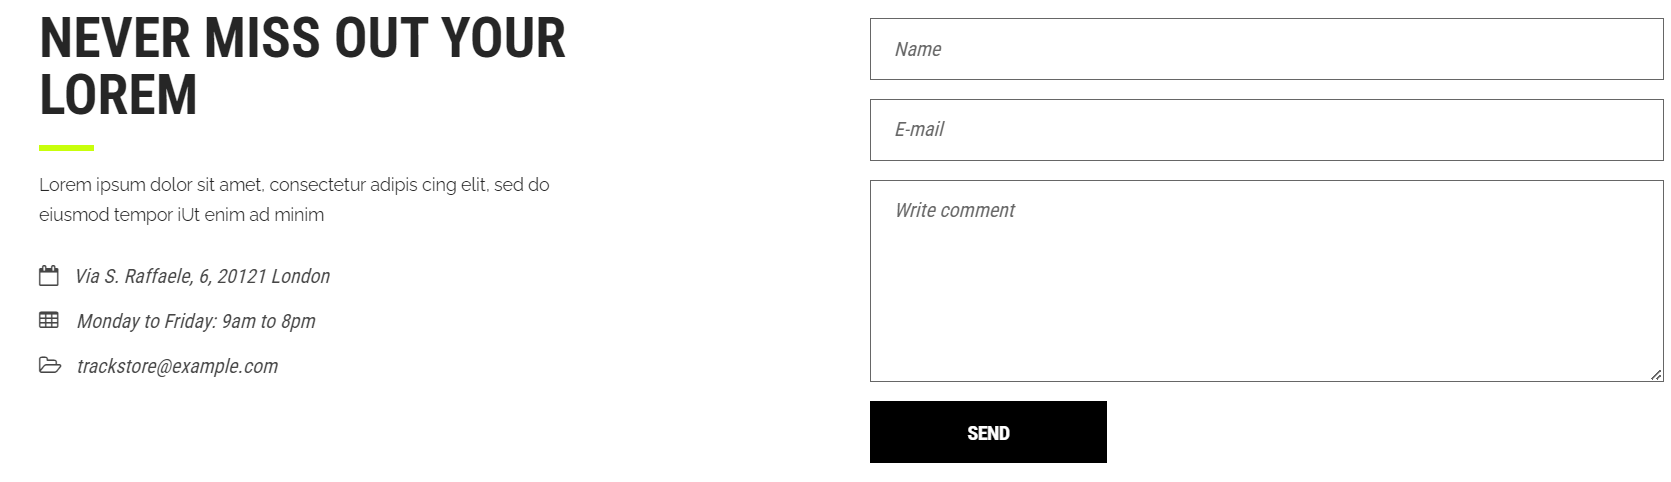 NEVER MISS OUT YOUR
LOREM
Lorem ipsum dolor sit amet, consectetur adipis cing elit, sed do
eiusmod tempor iUt enim ad minim
Via S. Raffaele, 6, 20121 London
Monday to Friday: 9am to 8pm
trackstore@example.com
Name
E-mail
Write comment
SEND